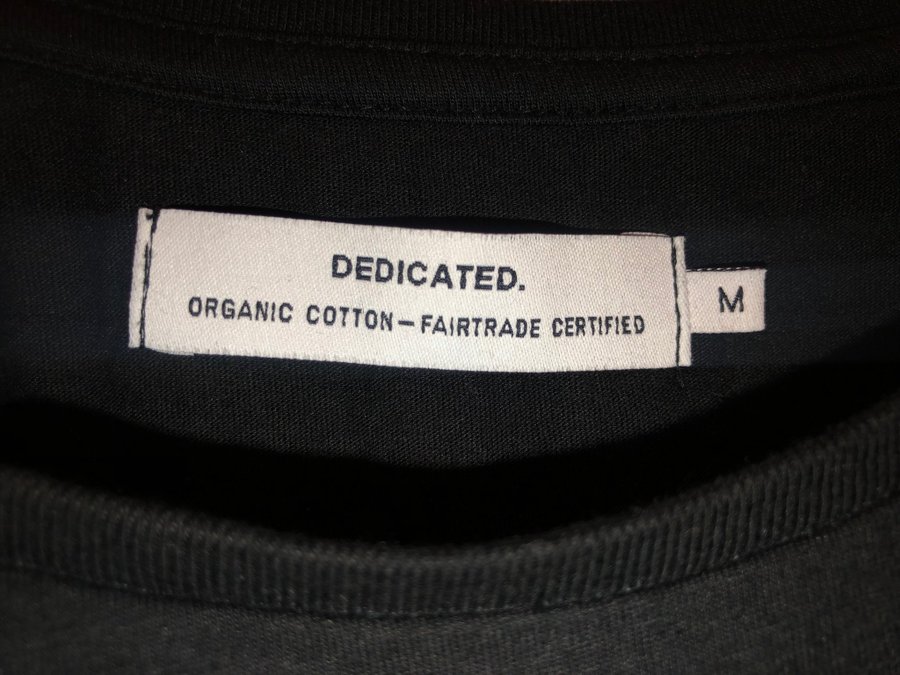 DEDICATED.
ORGANIC COTTON – FAIRTRADE CERTIFIED
M